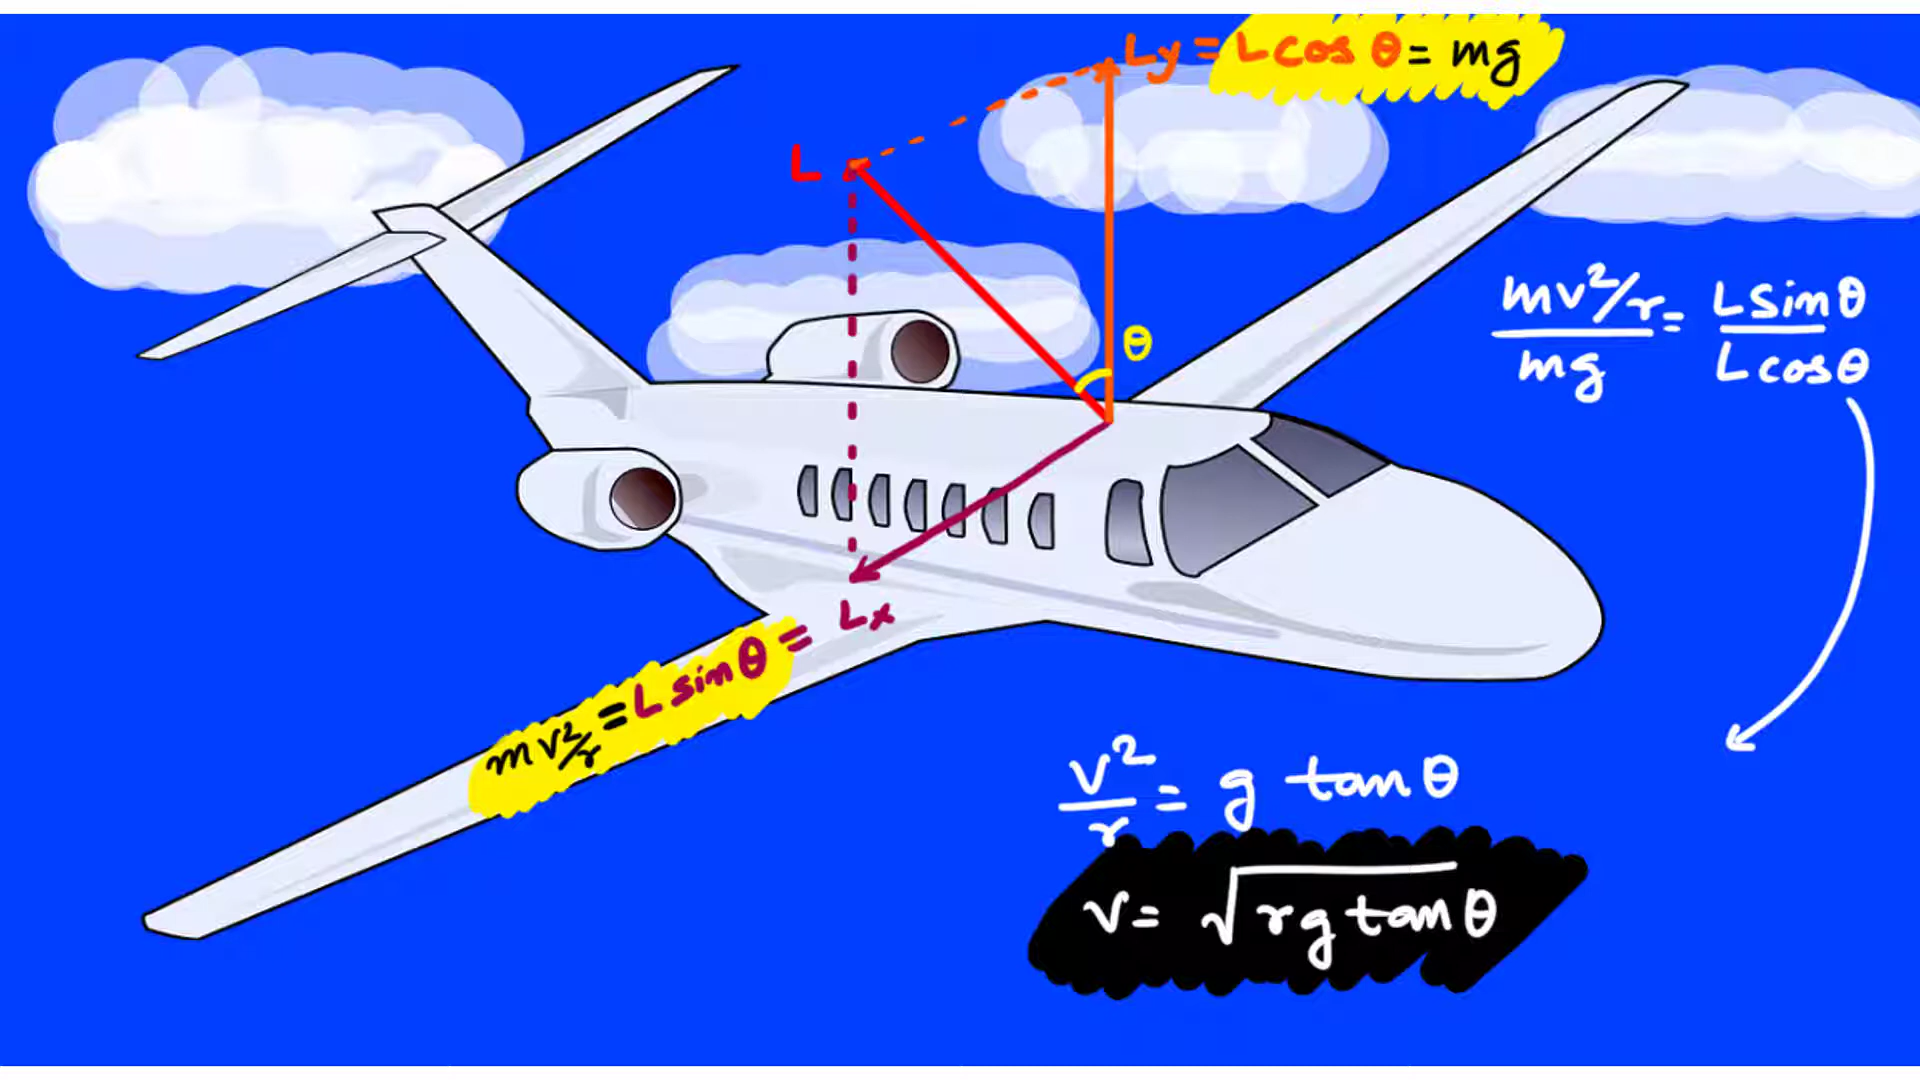 Ly = L cos θ = mg
L
θ
mv²/r = L sin θ
mg L cos θ
mv²/r = L sin θ = Lx
v²/r = g tan θ
v = √rg tan θ